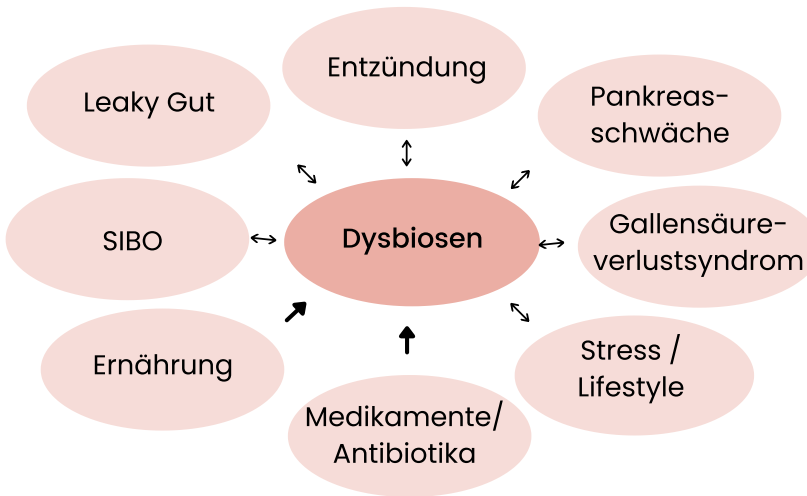 Entzündung
Leaky Gut
Pankreas-
schwäche
SIBO
Dysbiosen
Gallensäure-
verlustsyndrom
Ernährung
Stress /
Lifestyle
Medikamente/
Antibiotika